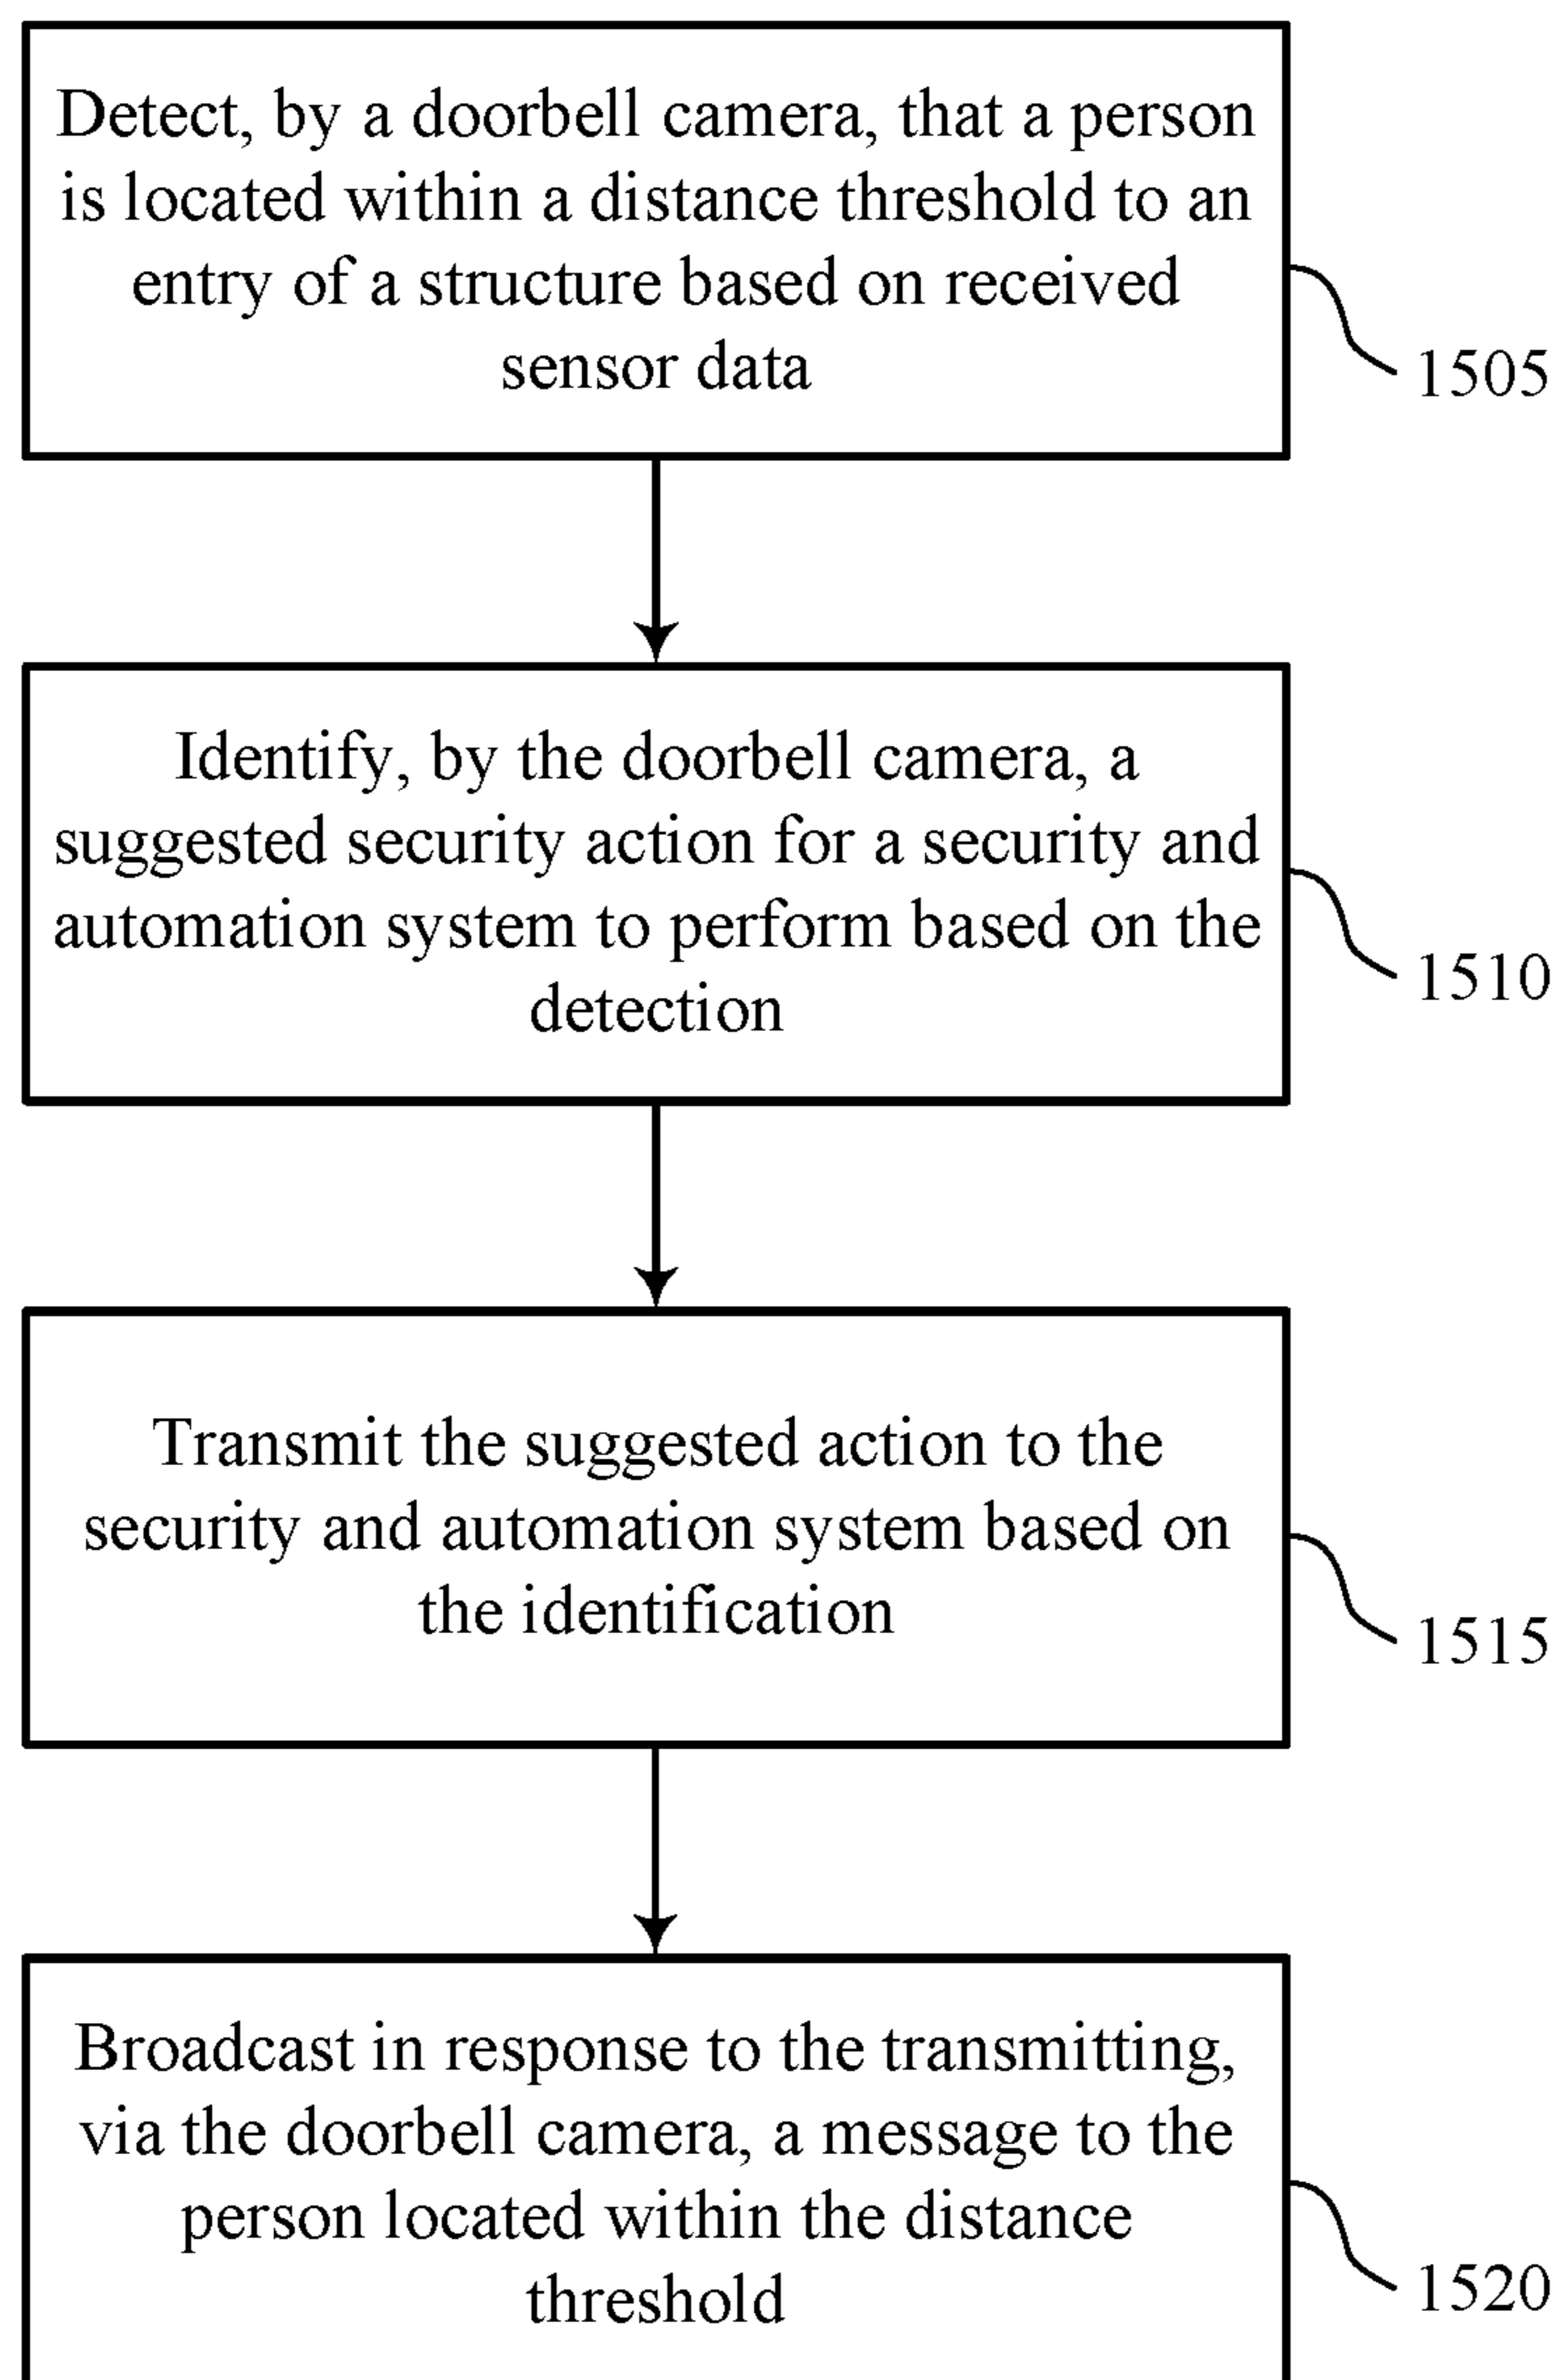 Detect, by a doorbell camera, that a person
is located within a distance threshold to an
entry of a structure based on received
sensor data
1505
Identify, by the doorbell camera, a
suggested security action for a security and
automation system to perform based on the
detection
1510
Transmit the suggested action to the
security and automation system based on
the identification
1515
Broadcast in response to the transmitting,
via the doorbell camera, a message to the
person located within the distance
threshold
1520